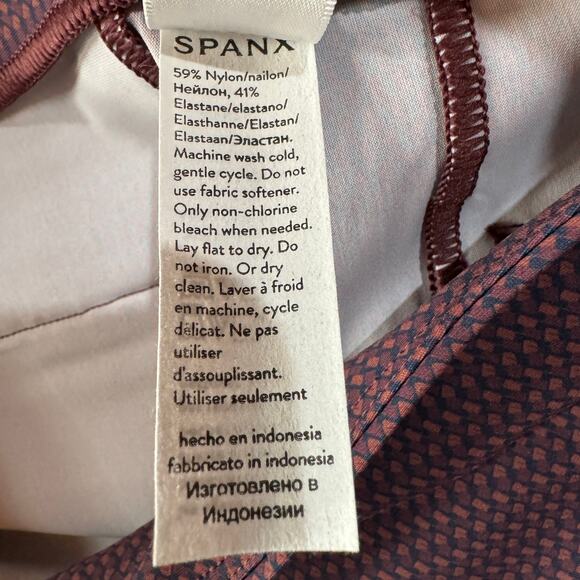 SPANX
59% Nylon/nailon/
Нейлон, 41%
Elastane/elastano/
Elasthanne/Elastan/
Elastaan/Эластан.
Machine wash cold,
gentle cycle. Do not
use fabric softener.
Only non-chlorine
bleach when needed.
Lay flat to dry. Do
not iron. Or dry
clean. Laver à froid
en machine, cycle
délicat. Ne pas
utiliser
d'assouplissant.
Utiliser seulement
hecho en indonesia
fabbricato in indonesia
Изготовлено в
Индонезии